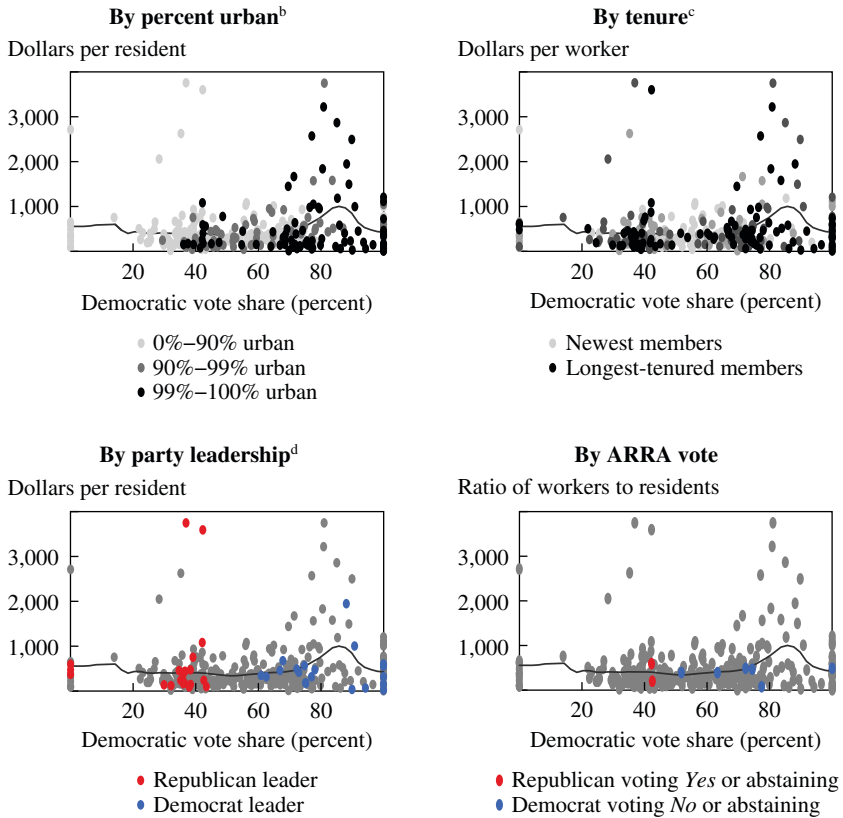 By percent urbanᵇ
Dollars per resident
3,000
2,000
1,000
20 40 60 80
Democratic vote share (percent)
0%–90% urban
90%–99% urban
99%–100% urban
By tenureᶜ
Dollars per worker
3,000
2,000
1,000
20 40 60 80
Democratic vote share (percent)
Newest members
Longest-tenured members
By party leadershipᵈ
Dollars per resident
3,000
2,000
1,000
20 40 60 80
Democratic vote share (percent)
Republican leader
Democrat leader
By ARRA vote
Ratio of workers to residents
3,000
2,000
1,000
20 40 60 80
Democratic vote share (percent)
Republican voting Yes or abstaining
Democrat voting No or abstaining